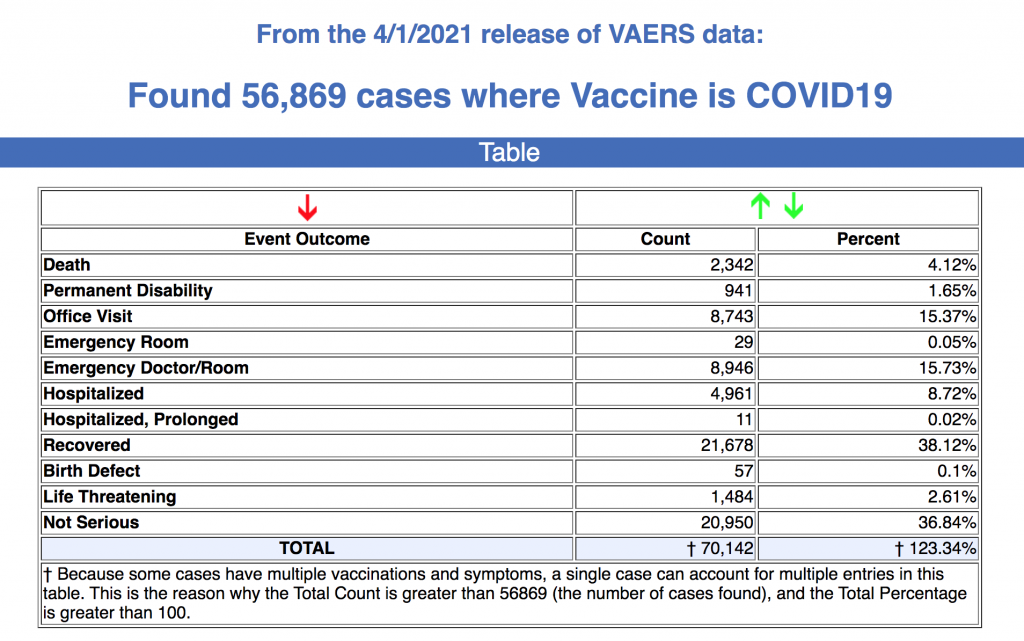 From the 4/1/2021 release of VAERS data:
Found 56,869 cases where Vaccine is COVID19
Table
Event Outcome Count Percent
Death 2,342 4.12%
Permanent Disability 941 1.65%
Office Visit 8,743 15.37%
Emergency Room 29 0.05%
Emergency Doctor/Room 8,946 15.73%
Hospitalized 4,961 8.72%
Hospitalized, Prolonged 11 0.02%
Recovered 21,678 38.12%
Birth Defect 57 0.1%
Life Threatening 1,484 2.61%
Not Serious 20,950 36.84%
TOTAL † 70,142 † 123.34%
† Because some cases have multiple vaccinations and symptoms, a single case can account for multiple entries in this
table. This is the reason why the Total Count is greater than 56869 (the number of cases found), and the Total Percentage
is greater than 100.